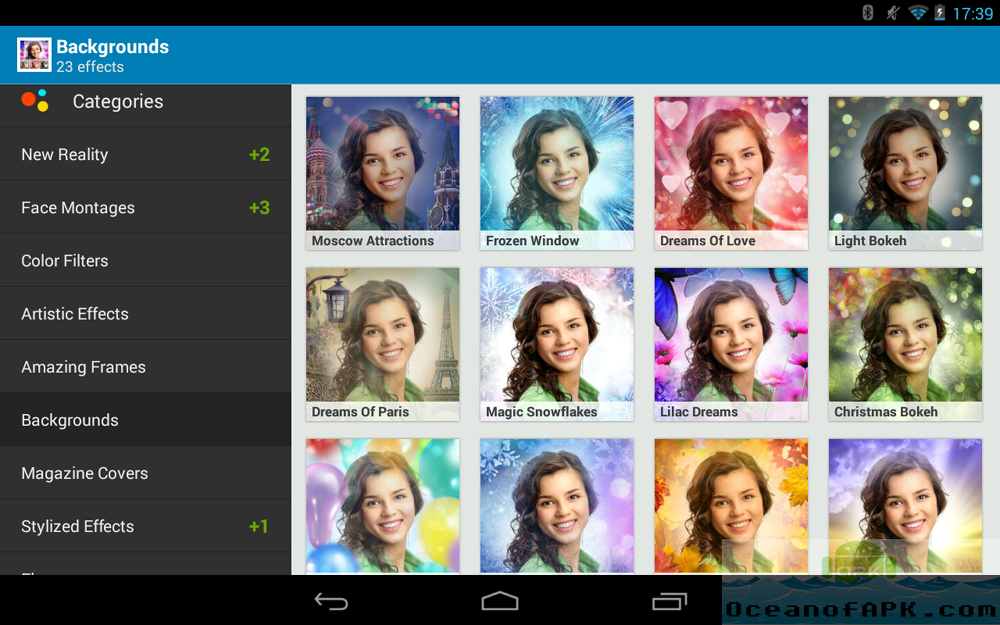 17:39
Backgrounds
23 effects
Categories
New Reality +2
Face Montages +3
Color Filters
Artistic Effects
Amazing Frames
Backgrounds
Magazine Covers
Stylized Effects +1
Moscow Attractions
Frozen Window
Dreams Of Love
Light Bokeh
Dreams Of Paris
Magic Snowflakes
Lilac Dreams
Christmas Bokeh
OceanofAPK.com